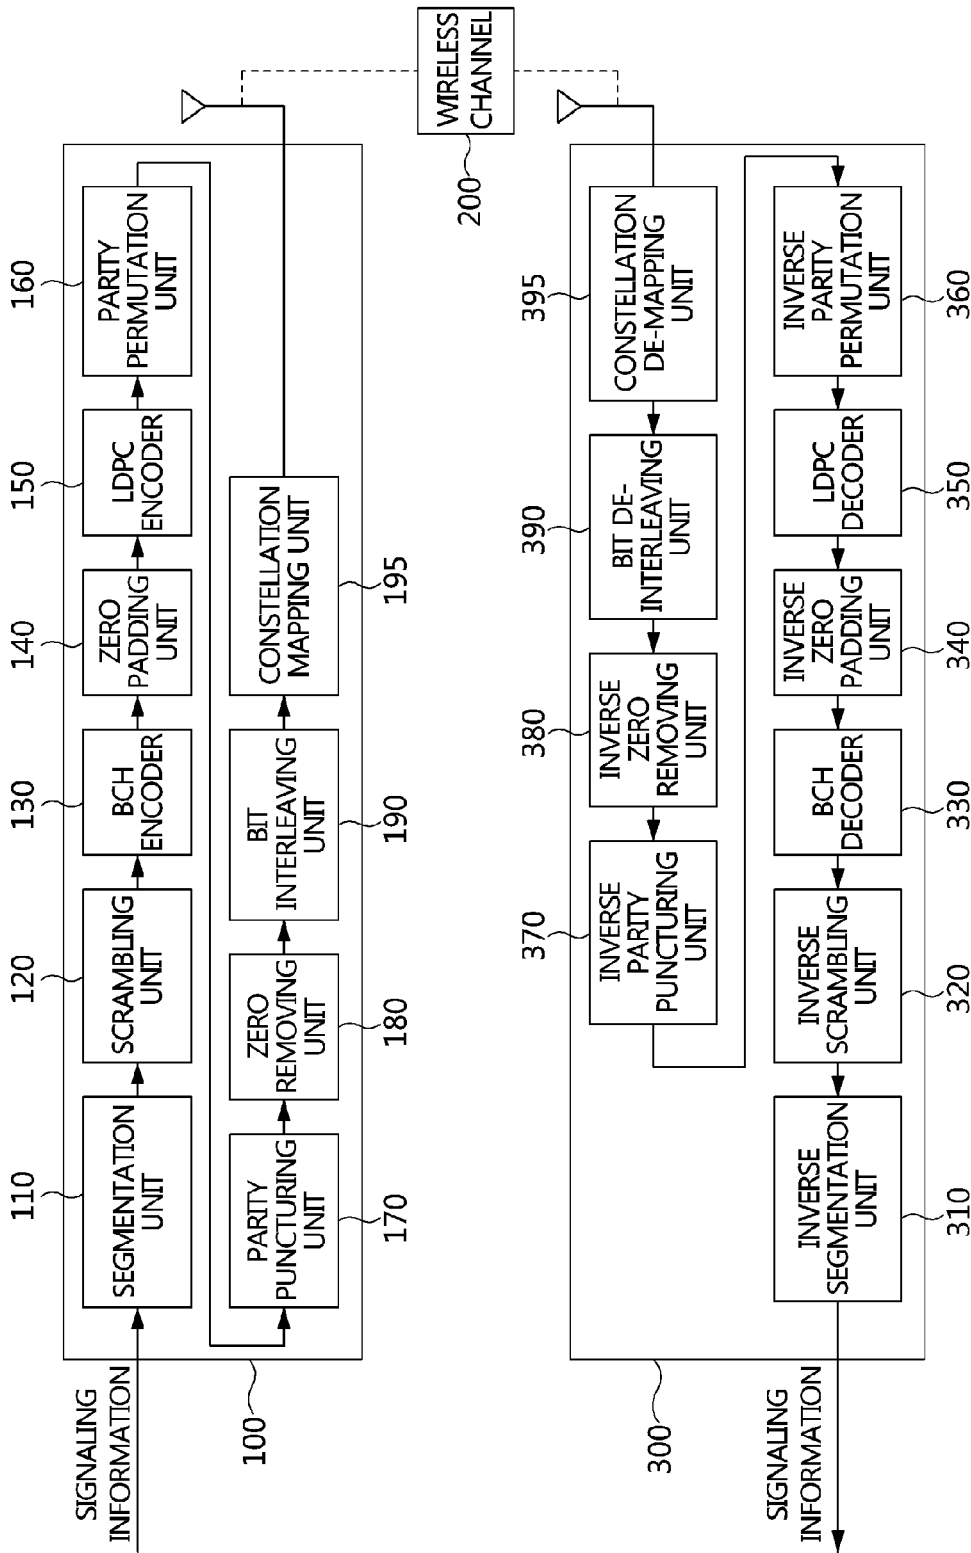 SIGNALING
INFORMATION
100
110
SEGMENTATION
UNIT
120
SCRAMBLING
UNIT
130
BCH
ENCODER
140
ZERO
PADDING
UNIT
150
LDPC
ENCODER
160
PARITY
PERMUTATION
UNIT
PARITY
PUNCTURING
UNIT
170
ZERO
REMOVING
UNIT
180
BIT
INTERLEAVING
UNIT
190
CONSTELLATION
MAPPING UNIT
195
WIRELESS
CHANNEL
200
300
395
CONSTELLATION
DE-MAPPING
UNIT
390
BIT DE-
INTERLEAVING
UNIT
380
INVERSE
ZERO
REMOVING
UNIT
370
INVERSE
PARITY
PUNCTURING
UNIT
INVERSE
PARITY
PERMUTATION
UNIT
360
LDPC
DECODER
350
INVERSE
ZERO
PADDING
UNIT
340
BCH
DECODER
330
INVERSE
SCRAMBLING
UNIT
320
INVERSE
SEGMENTATION
UNIT
310
SIGNALING
INFORMATION